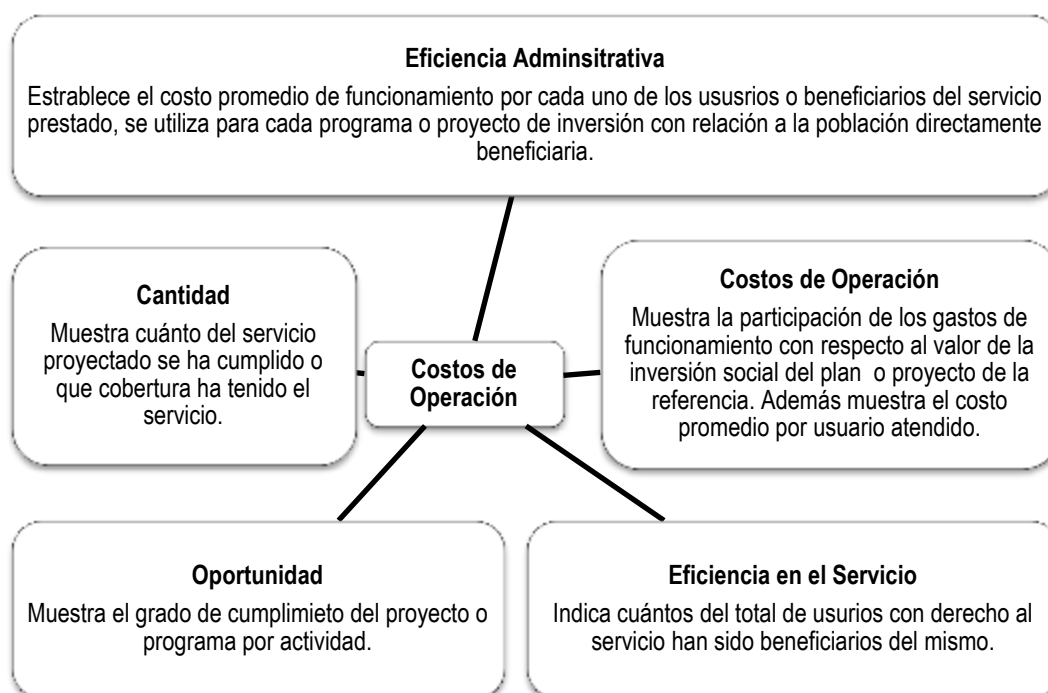 Eficiencia Adminsitrativa
Estrablece el costo promedio de funcionamiento por cada uno de los ususrios o beneficiarios del servicio
prestado, se utiliza para cada programa o proyecto de inversión con relación a la población directamente
beneficiaria.
Cantidad
Muestra cuánto del servicio
proyectado se ha cumplido o
que cobertura ha tenido el
servicio.
Costos de
Operación
Costos de Operación
Muestra la participación de los gastos de
funcionamiento con respecto al valor de la
inversión social del plan o proyecto de la
referencia. Además muestra el costo
promedio por usuario atendido.
Oportunidad
Muestra el grado de cumplimieto del proyecto o
programa por actividad.
Eficiencia en el Servicio
Indica cuántos del total de usurios con derecho al
servicio han sido beneficiarios del mismo.